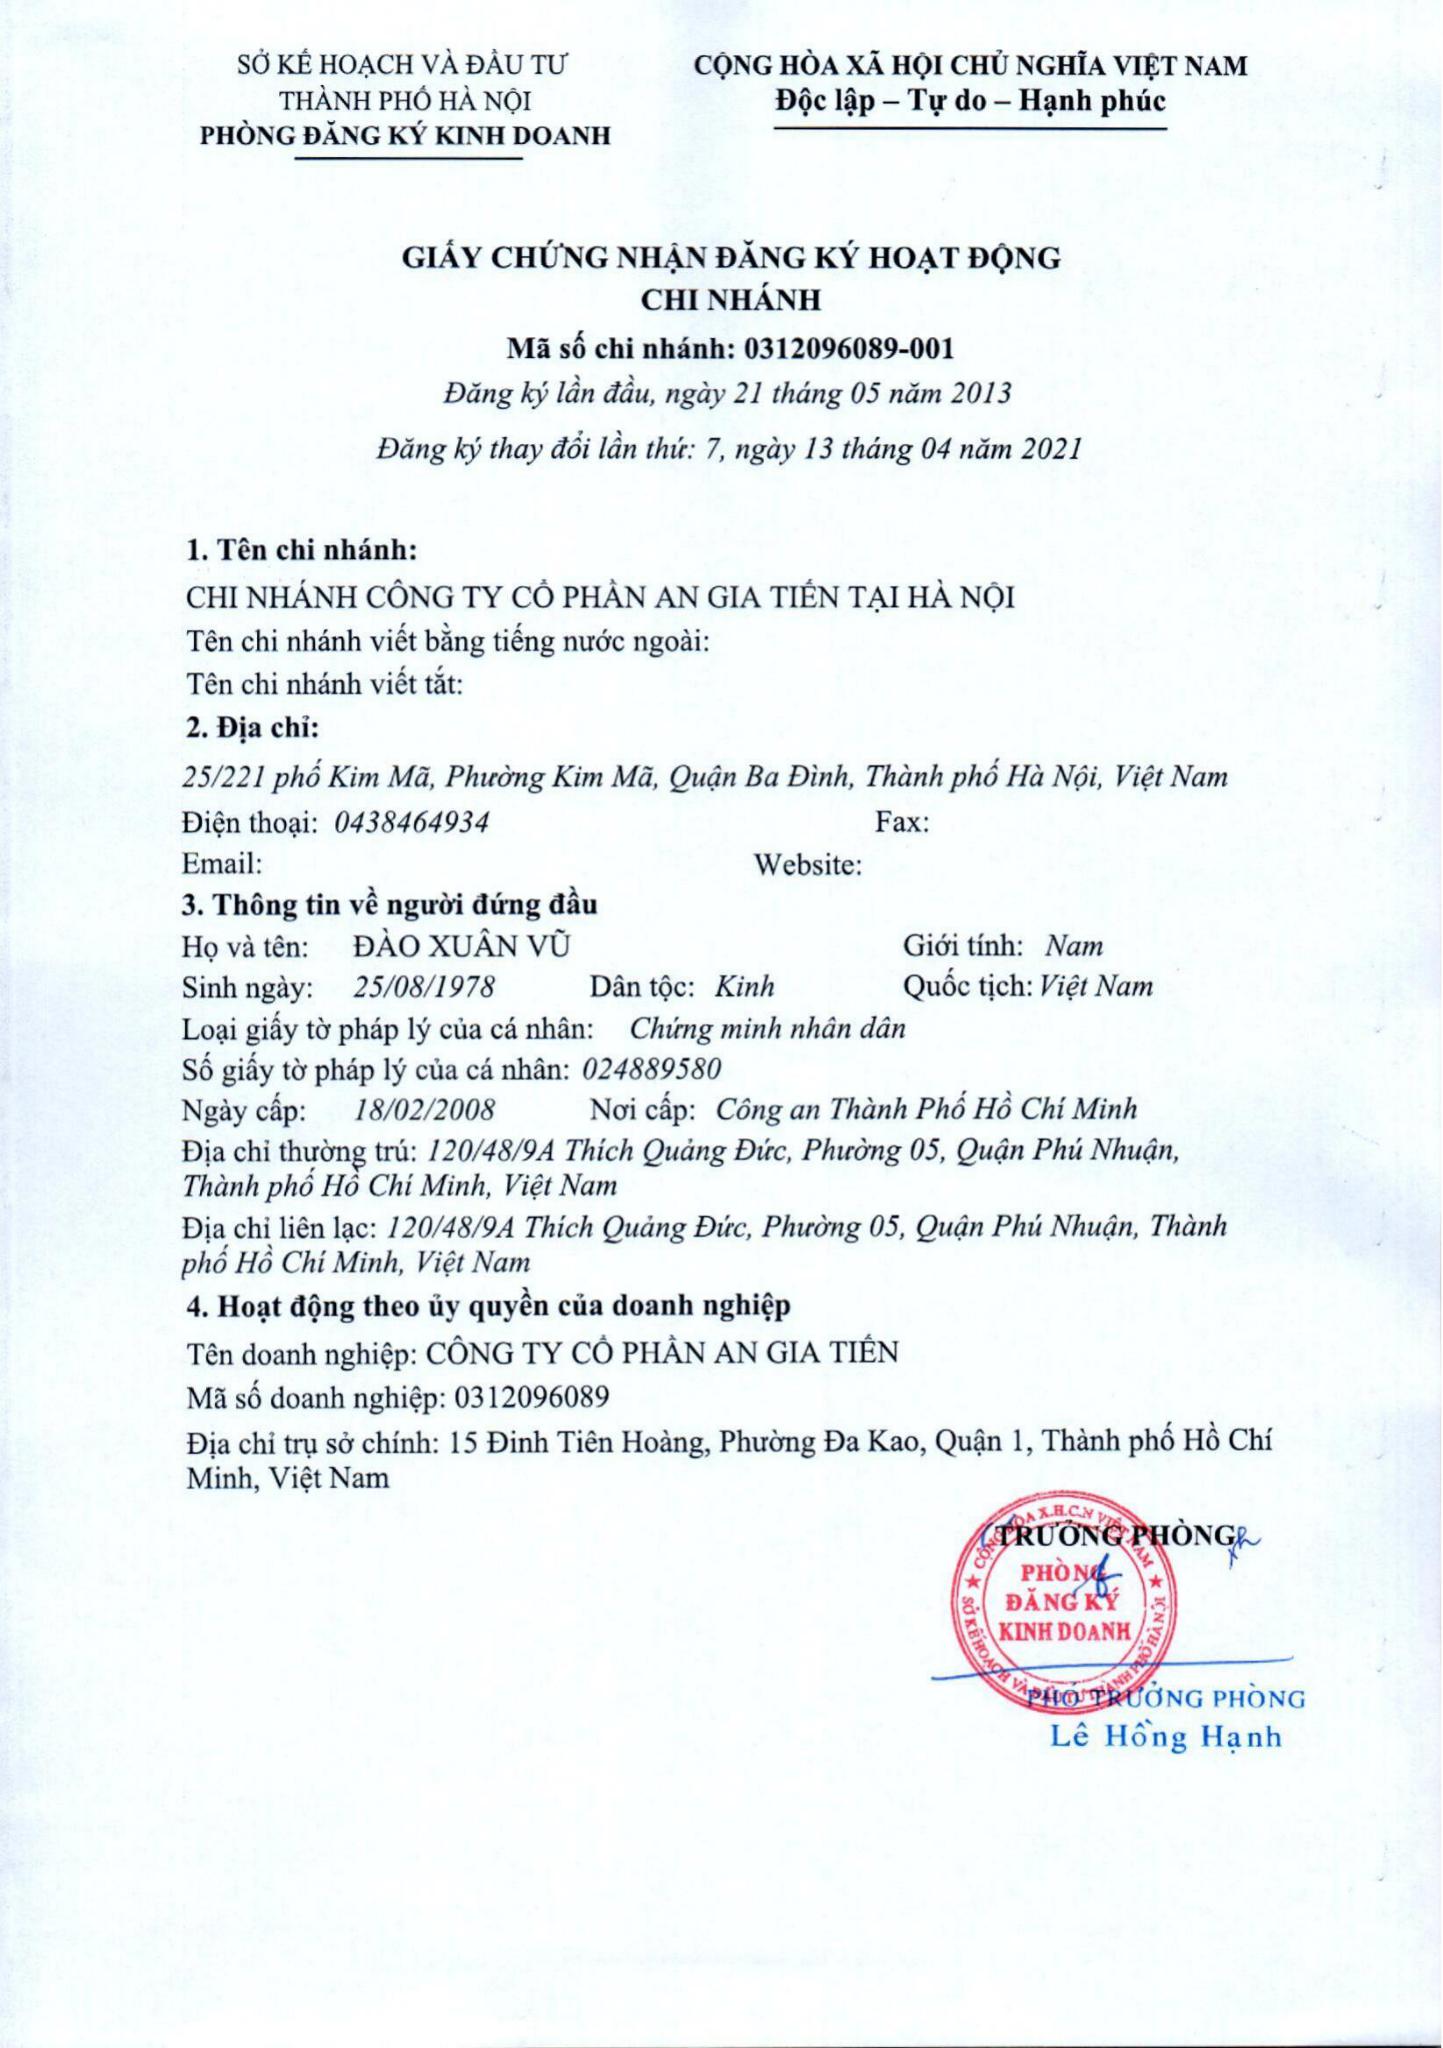 SỞ KẾ HOẠCH VÀ ĐẦU TƯ
THÀNH PHỐ HÀ NỘI
PHÒNG ĐĂNG KÝ KINH DOANH
CỘNG HÒA XÃ HỘI CHỦ NGHĨA VIỆT NAM
Độc lập – Tự do – Hạnh phúc
GIẤY CHỨNG NHẬN ĐĂNG KÝ HOẠT ĐỘNG
CHI NHÁNH
Mã số chi nhánh: 0312096089-001
Đăng ký lần đầu, ngày 21 tháng 05 năm 2013
Đăng ký thay đổi lần thứ: 7, ngày 13 tháng 04 năm 2021
1. Tên chi nhánh:
CHI NHÁNH CÔNG TY CỔ PHẦN AN GIA TIẾN TẠI HÀ NỘI
Tên chi nhánh viết bằng tiếng nước ngoài:
Tên chi nhánh viết tắt:
2. Địa chỉ:
25/221 phố Kim Mã, Phường Kim Mã, Quận Ba Đình, Thành phố Hà Nội, Việt Nam
Điện thoại: 0438464934 Fax:
Email: Website:
3. Thông tin về người đứng đầu
Họ và tên: ĐÀO XUÂN VŨ Giới tính: Nam
Sinh ngày: 25/08/1978 Dân tộc: Kinh Quốc tịch: Việt Nam
Loại giấy tờ pháp lý của cá nhân: Chứng minh nhân dân
Số giấy tờ pháp lý của cá nhân: 024889580
Ngày cấp: 18/02/2008 Nơi cấp: Công an Thành Phố Hồ Chí Minh
Địa chỉ thường trú: 120/48/9A Thích Quảng Đức, Phường 05, Quận Phú Nhuận,
Thành phố Hồ Chí Minh, Việt Nam
Địa chỉ liên lạc: 120/48/9A Thích Quảng Đức, Phường 05, Quận Phú Nhuận, Thành
phố Hồ Chí Minh, Việt Nam
4. Hoạt động theo ủy quyền của doanh nghiệp
Tên doanh nghiệp: CÔNG TY CỔ PHẦN AN GIA TIẾN
Mã số doanh nghiệp: 0312096089
Địa chỉ trụ sở chính: 15 Đinh Tiên Hoàng, Phường Đa Kao, Quận 1, Thành phố Hồ Chí
Minh, Việt Nam
TRƯỞNG PHÒNG
CỘNG HÒA X.H.C.N VIỆT NAM
PHÒNG
ĐĂNG KÝ
KINH DOANH
SỞ KẾ HOẠCH VÀ ĐẦU TƯ THÀNH PHỐ HÀ NỘI
PHÓ TRƯỞNG PHÒNG
Lê Hồng Hạnh